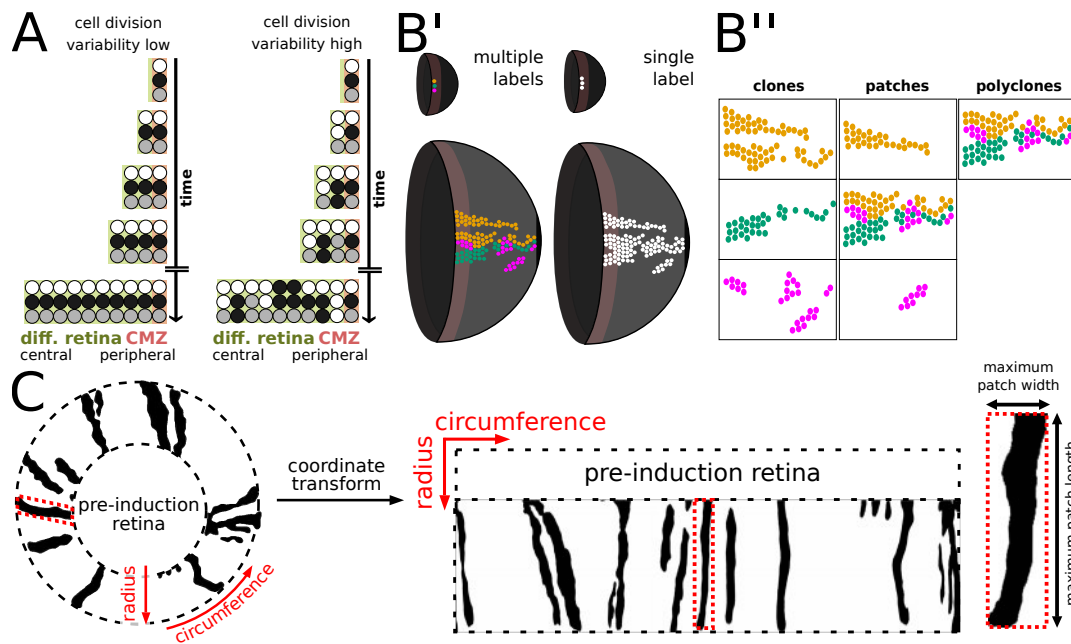 A
cell division
variability low
cell division
variability high
time
time
diff. retina CMZ
central peripheral
diff. retina CMZ
central peripheral
B'
multiple
labels
single
label
B''
clones patches polyclones
C
pre-induction
retina
radius
circumference
coordinate
transform
circumference
radius
pre-induction retina
maximum
patch width
maximum patch length